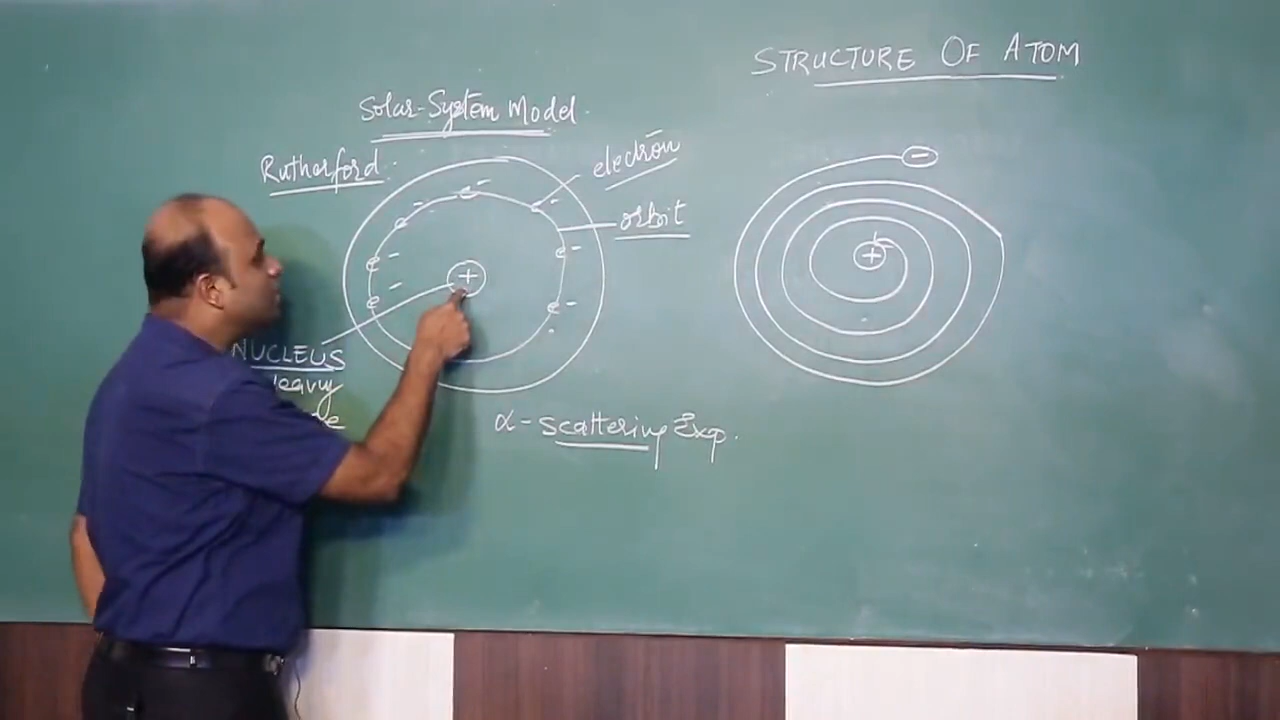 STRUCTURE OF ATOM
Solar-System Model
Rutherford
electron
orbit
+
NUCLEUS
α-scattering Exp.
−
+